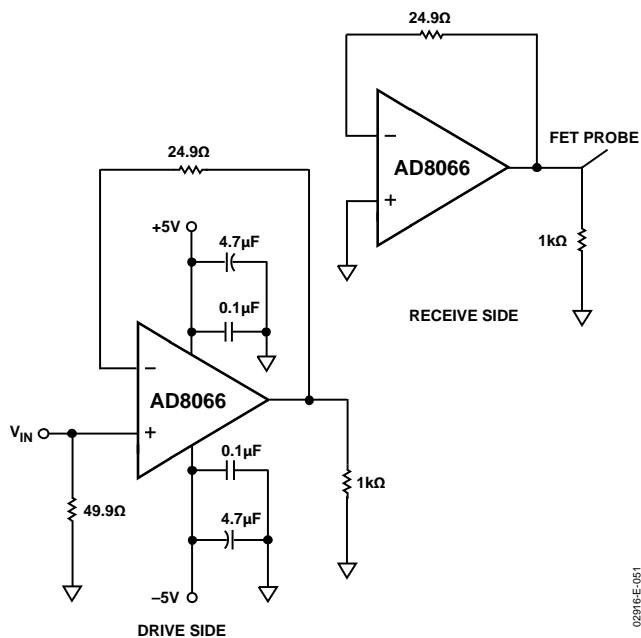 24.9Ω
−
AD8066
+
FET PROBE
1kΩ
RECEIVE SIDE
24.9Ω
+5V
4.7µF
0.1µF
−
AD8066
+
VIN
49.9Ω
0.1µF
4.7µF
1kΩ
−5V
DRIVE SIDE
02916-E-051